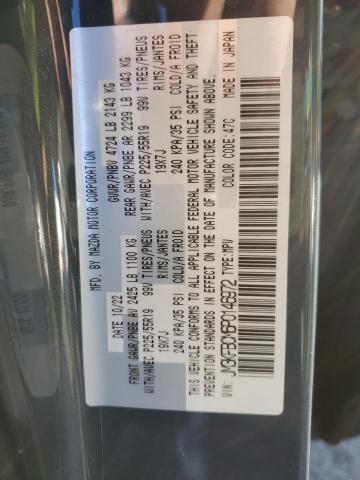 MFD. BY MAZDA MOTOR CORPORATION
10/22 GVWR/PNBV 4724 LB 2143 KG
FRONT GAWR/PNBE AV 2425 LB 1100 KG REAR GAWR/PNBE AR 2299 LB 1043 KG
WITH/AVEC P225/55R19 99V TIRES/PNEUS WITH/AVEC P225/55R19 99V TIRES/PNEUS
19X7J RIMS/JANTES 19X7J RIMS/JANTES
240 KPA/35 PSI COLD/A FROID 240 KPA/35 PSI COLD/A FROID
THIS VEHICLE CONFORMS TO ALL APPLICABLE FEDERAL MOTOR VEHICLE SAFETY AND THEFT
PREVENTION STANDARDS IN EFFECT ON THE DATE OF MANUFACTURE SHOWN ABOVE.
VIN: JM3KFBDM6P0146972 TYPE: MPV COLOR CODE: 47C MADE IN JAPAN